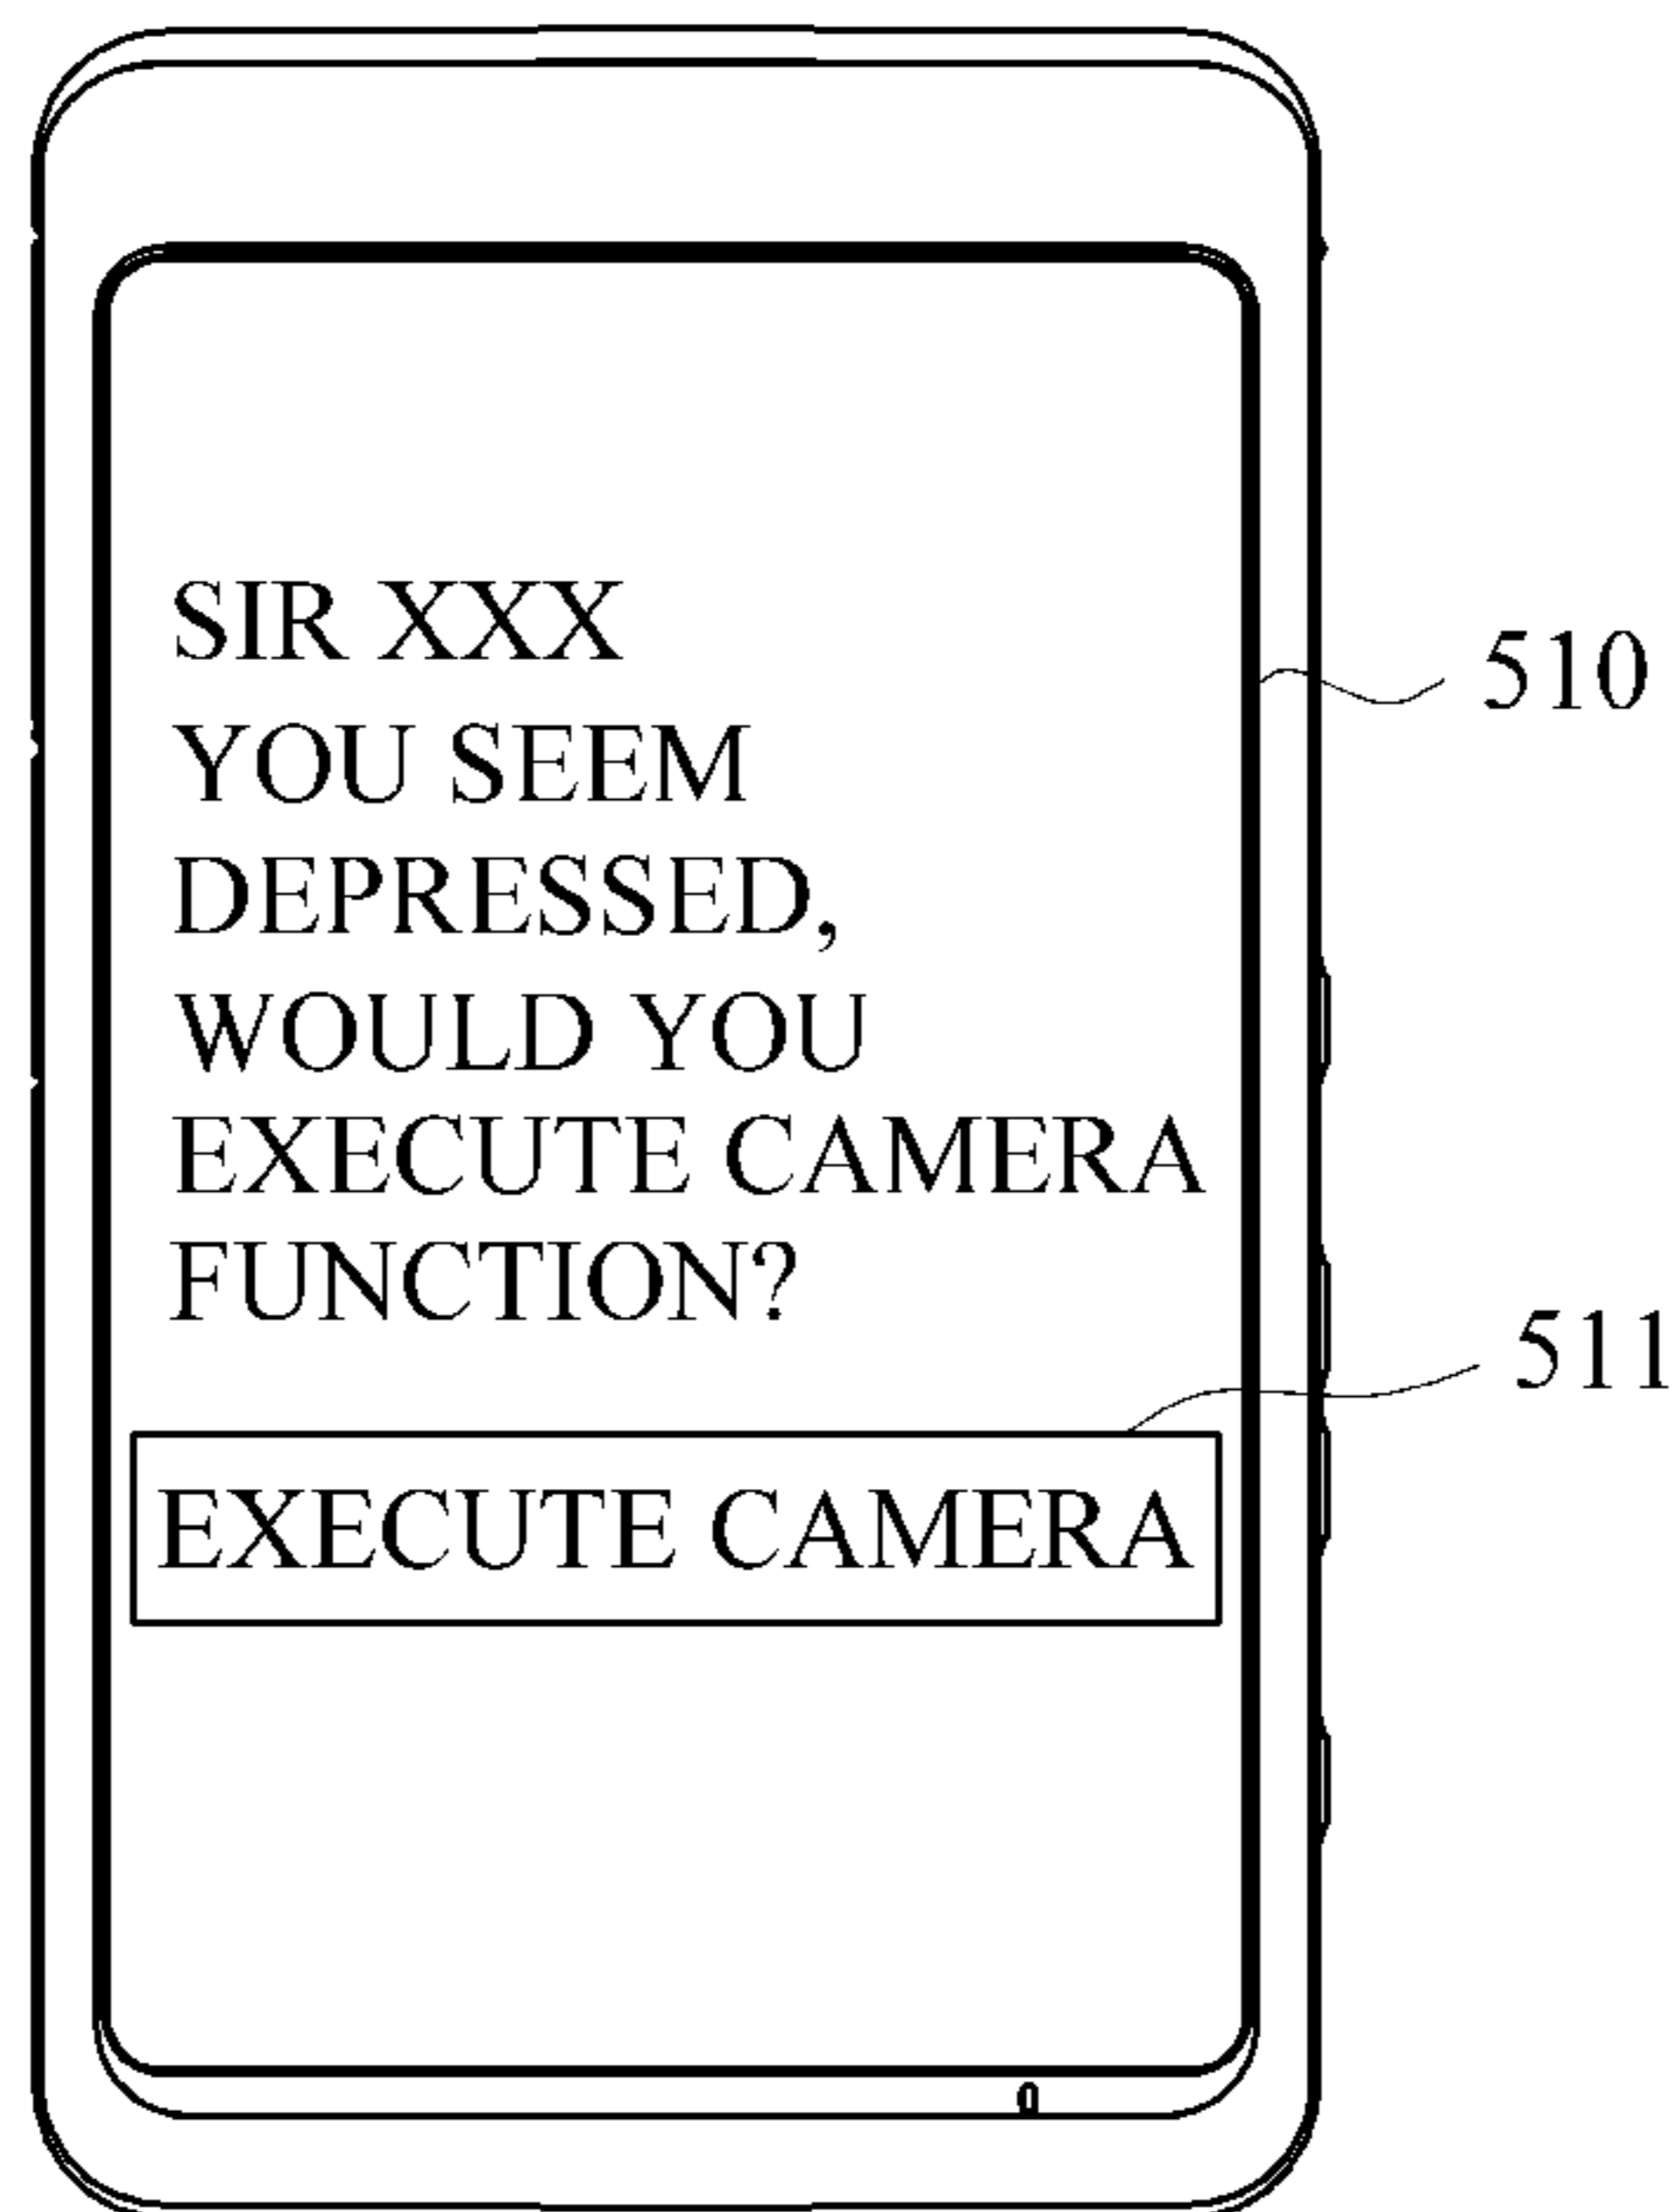 SIR XXX
YOU SEEM
DEPRESSED,
WOULD YOU
EXECUTE CAMERA
FUNCTION?
EXECUTE CAMERA
510
511